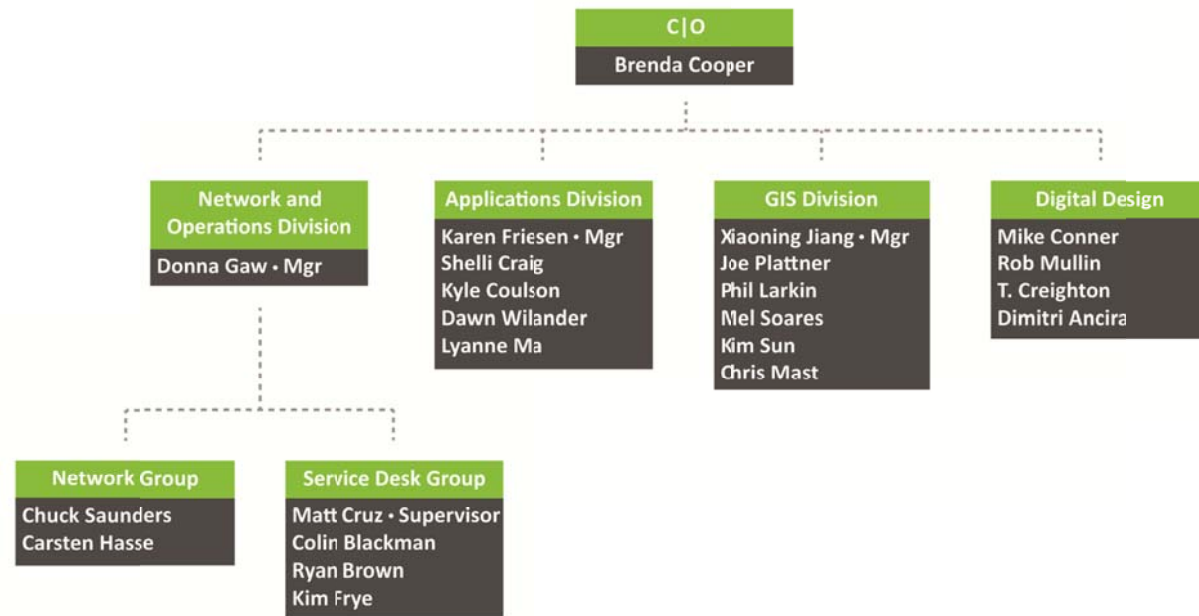 C|O
Brenda Cooper
Network and
Operations Division
Donna Gaw • Mgr
Applications Division
Karen Friesen • Mgr
Shelli Craig
Kyle Coulson
Dawn Wilander
Lyanne Ma
GIS Division
Xiaoning Jiang • Mgr
Joe Plattner
Phil Larkin
Mel Soares
Kim Sun
Chris Mast
Digital Design
Mike Conner
Rob Mullin
T. Creighton
Dimitri Ancira
Network Group
Chuck Saunders
Carsten Hasse
Service Desk Group
Matt Cruz • Supervisor
Colin Blackman
Ryan Brown
Kim Frye